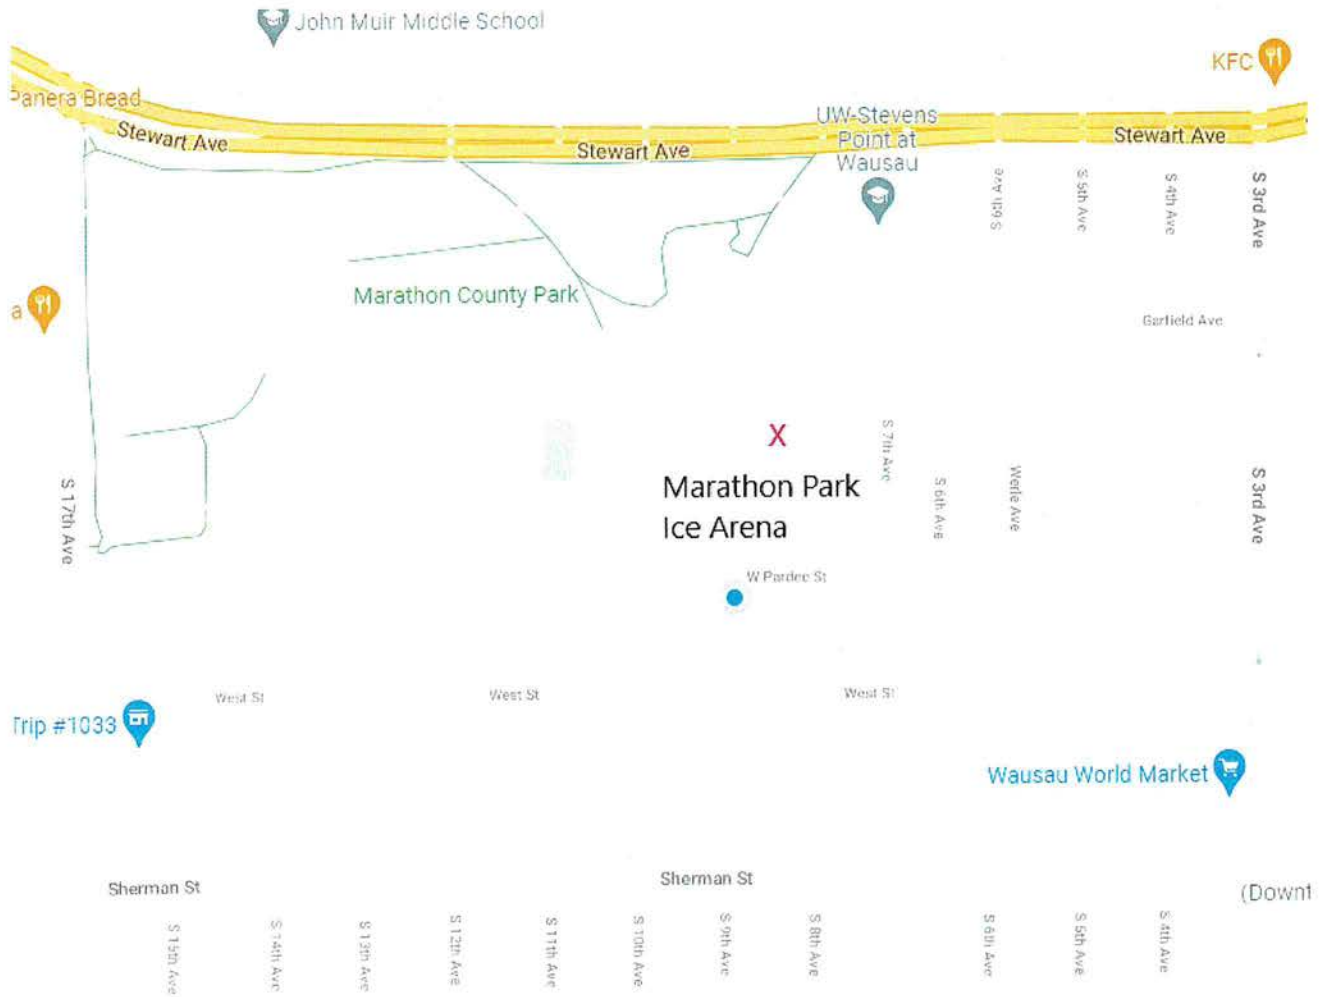 John Muir Middle School
KFC
Panera Bread
Stewart Ave
Stewart Ave
UW-Stevens
Point at
Wausau
Stewart Ave
S 6th Ave
S 5th Ave
S 4th Ave
S 3rd Ave
Marathon County Park
a
Garfield Ave
X
S 7th Ave
Marathon Park
Ice Arena
S 17th Ave
S 6th Ave
Werle Ave
S 3rd Ave
W Pardee St
West St
West St
West St
Trip #1033
Wausau World Market
Sherman St
Sherman St
(Downt
S 15th Ave
S 14th Ave
S 13th Ave
S 12th Ave
S 11th Ave
S 10th Ave
S 9th Ave
S 8th Ave
S 6th Ave
S 5th Ave
S 4th Ave